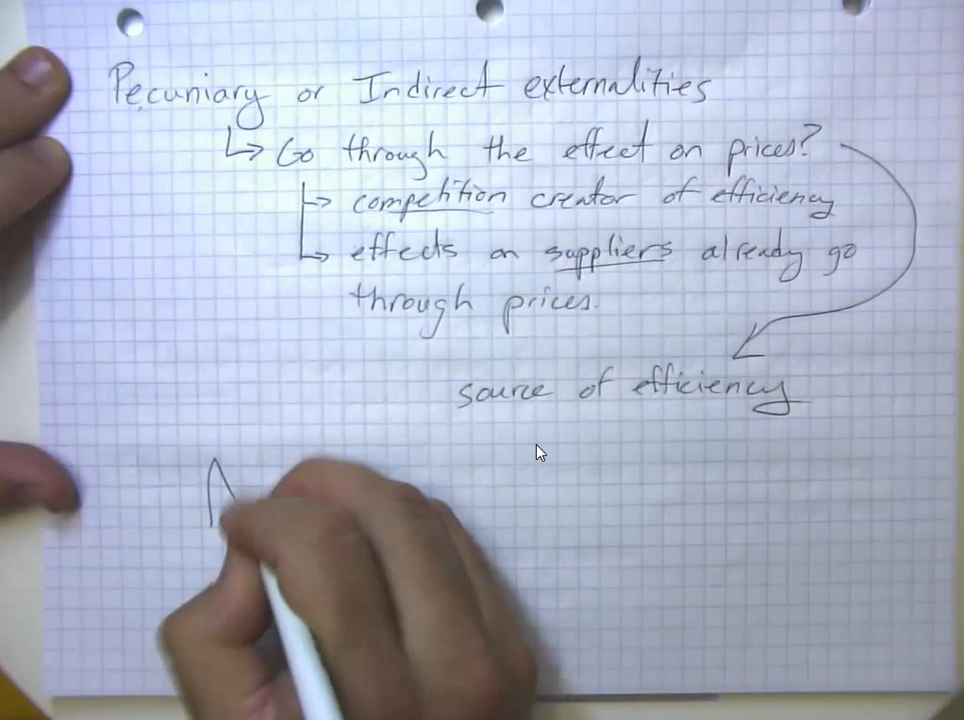 Pecuniary or Indirect externalities
↳ Go through the effect on prices?
↳ competition creator of efficiency
↳ effects on suppliers already go
through prices.
source of efficiency